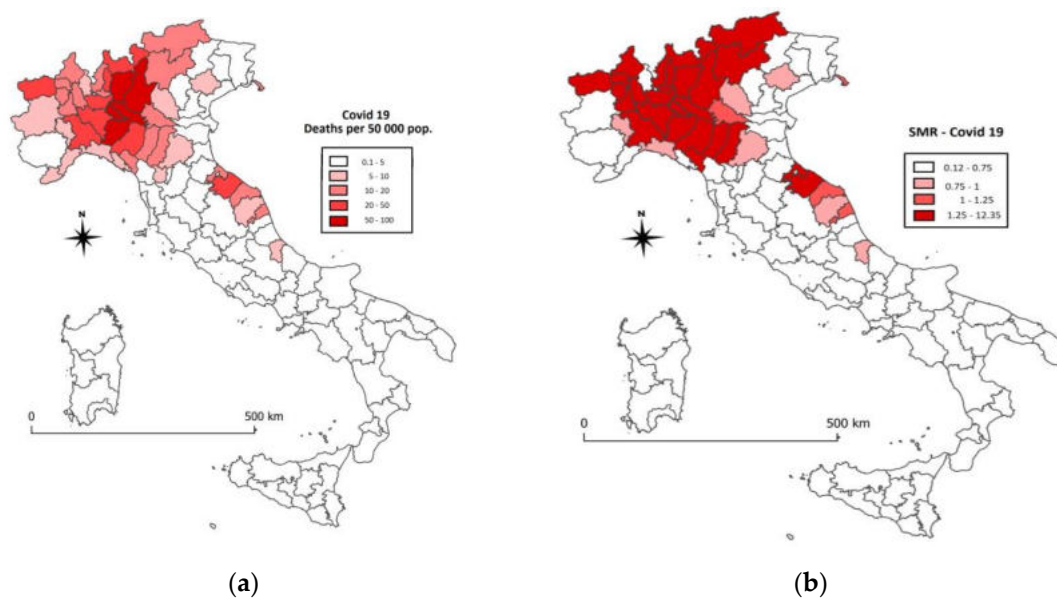 Covid 19
Deaths per 50 000 pop.
0.1 - 5
5 - 10
10 - 20
20 - 50
50 - 100
N
0
500 km
(a)
SMR - Covid 19
0.12 - 0.75
0.75 - 1
1 - 1.25
1.25 - 12.35
N
0
500 km
(b)